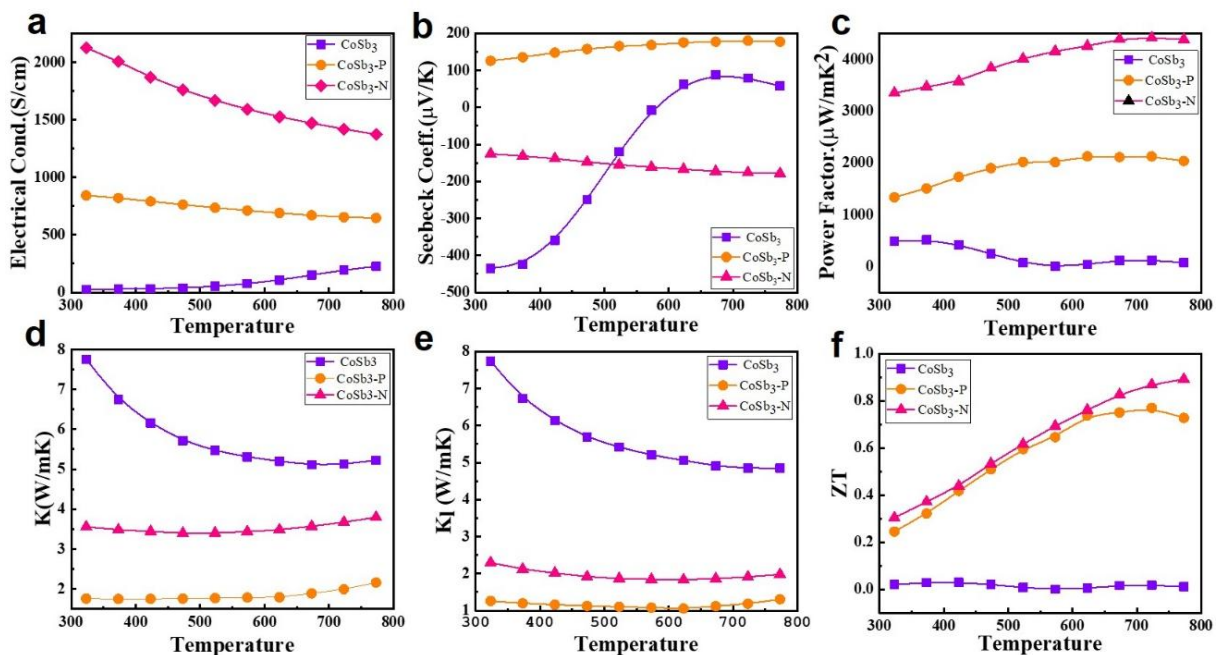 a
Electrical Cond.(S/cm)
2000
1500
1000
500
0
CoSb3
CoSb3-P
CoSb3-N
300 400 500 600 700 800
Temperature
b
Seebeck Coeff.(μV/K)
200
100
0
-100
-200
-300
-400
-500
CoSb3
CoSb3-P
CoSb3-N
300 400 500 600 700 800
Temperature
c
Power Factor.(μW/mK2)
4000
3000
2000
1000
0
CoSb3
CoSb3-P
CoSb3-N
300 400 500 600 700 800
Temperture
d
K(W/mK)
8
7
6
5
4
3
2
CoSb3
CoSb3-P
CoSb3-N
300 400 500 600 700 800
Temperature
e
Kl (W/mK)
8
7
6
5
4
3
2
1
CoSb3
CoSb3-P
CoSb3-N
300 400 500 600 700 800
Temperature
f
ZT
1.0
0.8
0.6
0.4
0.2
0.0
CoSb3
CoSb3-P
CoSb3-N
300 400 500 600 700 800
Temperature